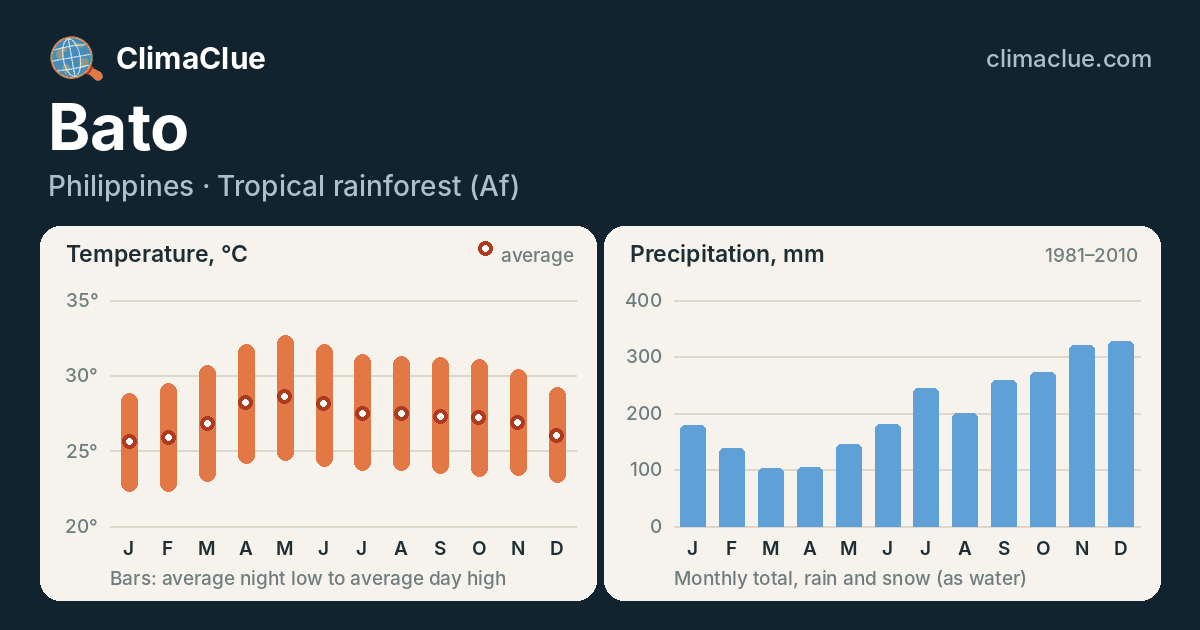 ClimaClue
climaclue.com
Bato
Philippines · Tropical rainforest (Af)
Temperature, °C
average
35°
30°
25°
20°
J F M A M J J A S O N D
Bars: average night low to average day high
Precipitation, mm
1981–2010
400
300
200
100
0
J F M A M J J A S O N D
Monthly total, rain and snow (as water)